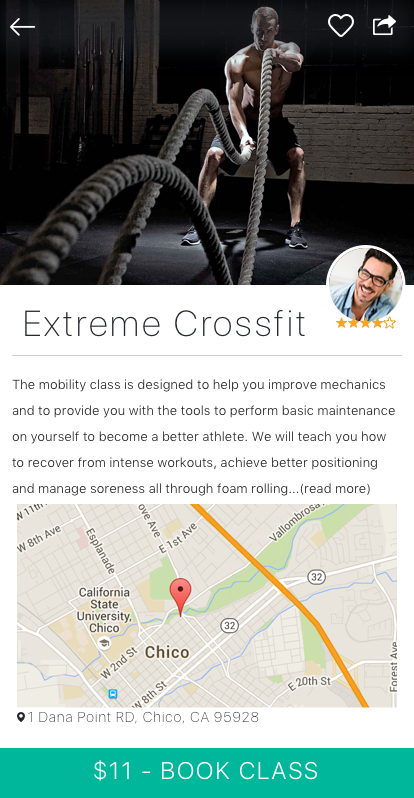 Extreme Crossfit
The mobility class is designed to help you improve mechanics
and to provide you with the tools to perform basic maintenance
on yourself to become a better athlete. We will teach you how
to recover from intense workouts, achieve better positioning
and manage soreness all through foam rolling...(read more)
W 11th
W 8th Ave
Esplanade
ove Ave
E 1st Ave
Vallombrosa
California
State
University,
Chico
32
32
Chico
W 2nd St
W 8th St
E 20th St
Forest Ave
1 Dana Point RD, Chico, CA 95928
$11 - BOOK CLASS